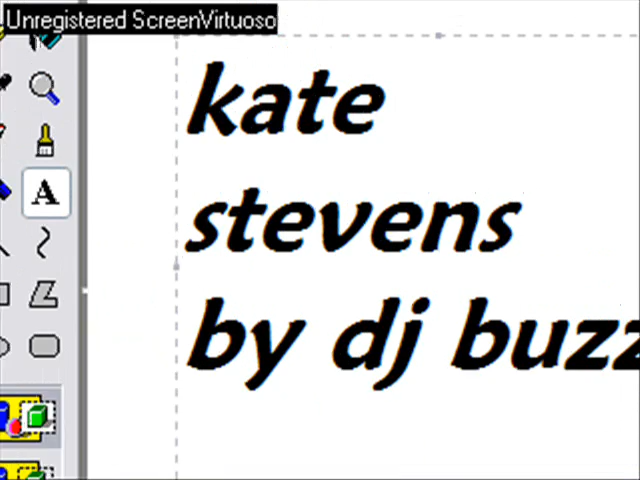 Unregistered ScreenVirtuoso
A
kate
stevens
by dj buzz